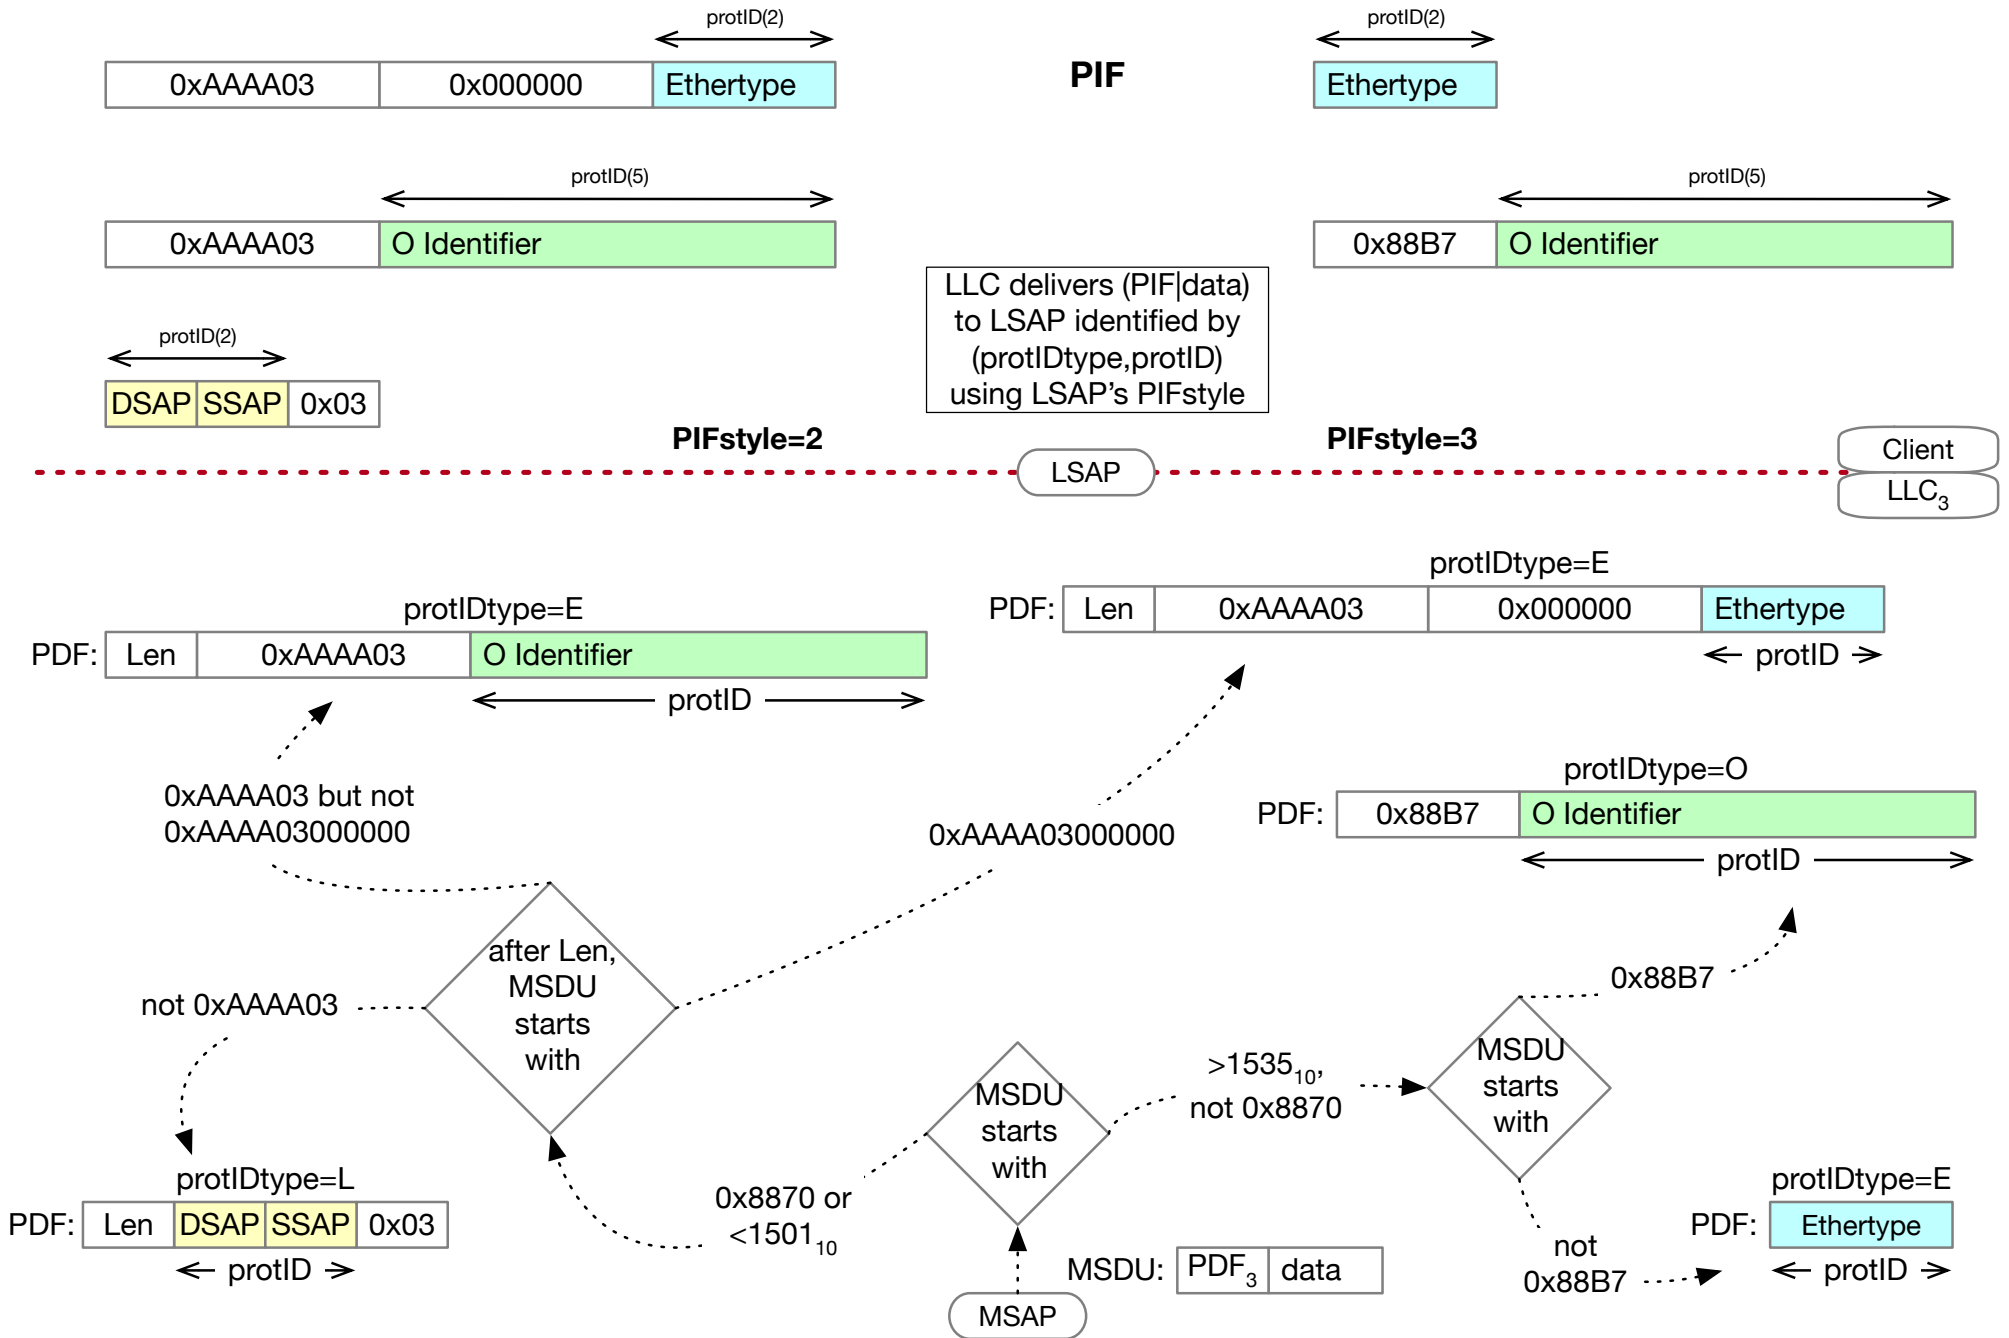 protID(2)
0xAAAA03 0x000000 Ethertype
PIF
protID(2)
Ethertype
protID(5)
0xAAAA03 O Identifier
protID(5)
0x88B7 O Identifier
LLC delivers (PIF|data)
to LSAP identified by
(protIDtype,protID)
using LSAP’s PIFstyle
protID(2)
DSAP SSAP 0x03
PIFstyle=2
PIFstyle=3
LSAP
Client
LLC3
protIDtype=E
PDF: Len 0xAAAA03 0x000000 Ethertype
protID
protIDtype=E
PDF: Len 0xAAAA03 O Identifier
protID
protIDtype=O
PDF: 0x88B7 O Identifier
protID
0xAAAA03 but not
0xAAAA03000000
0xAAAA03000000
after Len,
MSDU
starts
with
not 0xAAAA03
0x88B7
MSDU
starts
with
>153510,
not 0x8870
MSDU
starts
with
protIDtype=L
PDF: Len DSAP SSAP 0x03
protID
0x8870 or
<150110
protIDtype=E
PDF: Ethertype
protID
not
0x88B7
MSDU: PDF3 data
MSAP